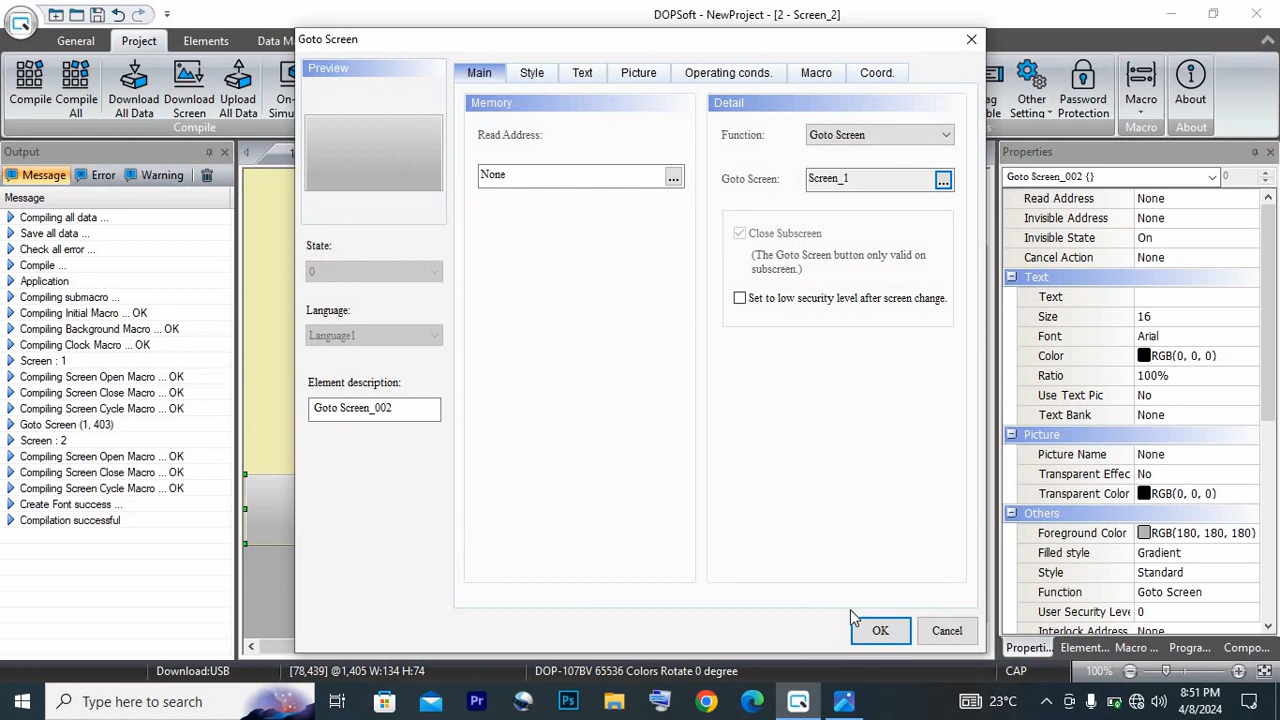 DOPSoft - NewProject - [2 - Screen_2]
General
Project
Elements
Data M
Compile
Compile All
Download All Data
Download Screen
Upload All Data
On-
Simu
Compile
Other Setting
Password Protection
Macro
About
Macro
About
Output
Message
Error
Warning
Message
Compiling all data ...
Save all data ...
Check all error ...
Compile ...
Application
Compiling submacro ...
Compiling Initial Macro ... OK
Compiling Background Macro ... OK
Compiling Clock Macro ... OK
Screen : 1
Compiling Screen Open Macro ... OK
Compiling Screen Close Macro ... OK
Compiling Screen Cycle Macro ... OK
Goto Screen (1, 403)
Screen : 2
Compiling Screen Open Macro ... OK
Compiling Screen Close Macro ... OK
Compiling Screen Cycle Macro ... OK
Create Font success ...
Compilation successful
Goto Screen
Preview
State:
0
Language:
Language1
Element description:
Goto Screen_002
Main
Style
Text
Picture
Operating conds.
Macro
Coord.
Memory
Read Address:
None
...
Detail
Function:
Goto Screen
Goto Screen:
Screen_1
...
Close Subscreen
(The Goto Screen button only valid on
subscreen.)
Set to low security level after screen change.
OK
Cancel
Properties
Goto Screen_002 {}
0
Read Address None
Invisible Address None
Invisible State On
Cancel Action None
Text
Text
Size 16
Font Arial
Color RGB(0, 0, 0)
Ratio 100%
Use Text Pic No
Text Bank None
Picture
Picture Name None
Transparent Effec No
Transparent Color RGB(0, 0, 0)
Others
Foreground Color RGB(180, 180, 180)
Filled style Gradient
Style Standard
Function Goto Screen
User Security Leve 0
Interlock Address None
Properti...
Element...
Macro ...
Progra...
Compo...
Download:USB
[78,439] @1,405 W:134 H:74
DOP-107BV 65536 Colors Rotate 0 degree
CAP
100%
Type here to search
23°C
8:51 PM
4/8/2024